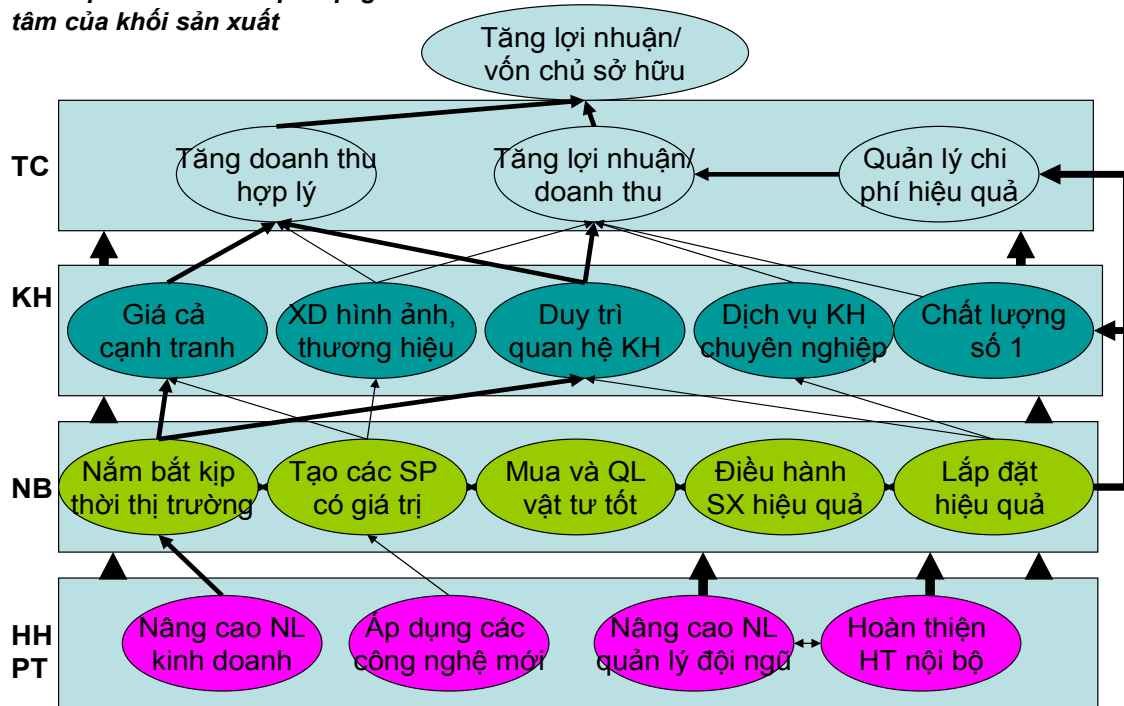 tâm của khối sản xuất
Tăng lợi nhuận/
vốn chủ sở hữu
TC
Tăng doanh thu
hợp lý
Tăng lợi nhuận/
doanh thu
Quản lý chi
phí hiệu quả
KH
Giá cả
cạnh tranh
XD hình ảnh,
thương hiệu
Duy trì
quan hệ KH
Dịch vụ KH
chuyên nghiệp
Chất lượng
số 1
NB
Nắm bắt kịp
thời thị trường
Tạo các SP
có giá trị
Mua và QL
vật tư tốt
Điều hành
SX hiệu quả
Lắp đặt
hiệu quả
HH
PT
Nâng cao NL
kinh doanh
Áp dụng các
công nghệ mới
Nâng cao NL
quản lý đội ngũ
Hoàn thiện
HT nội bộ